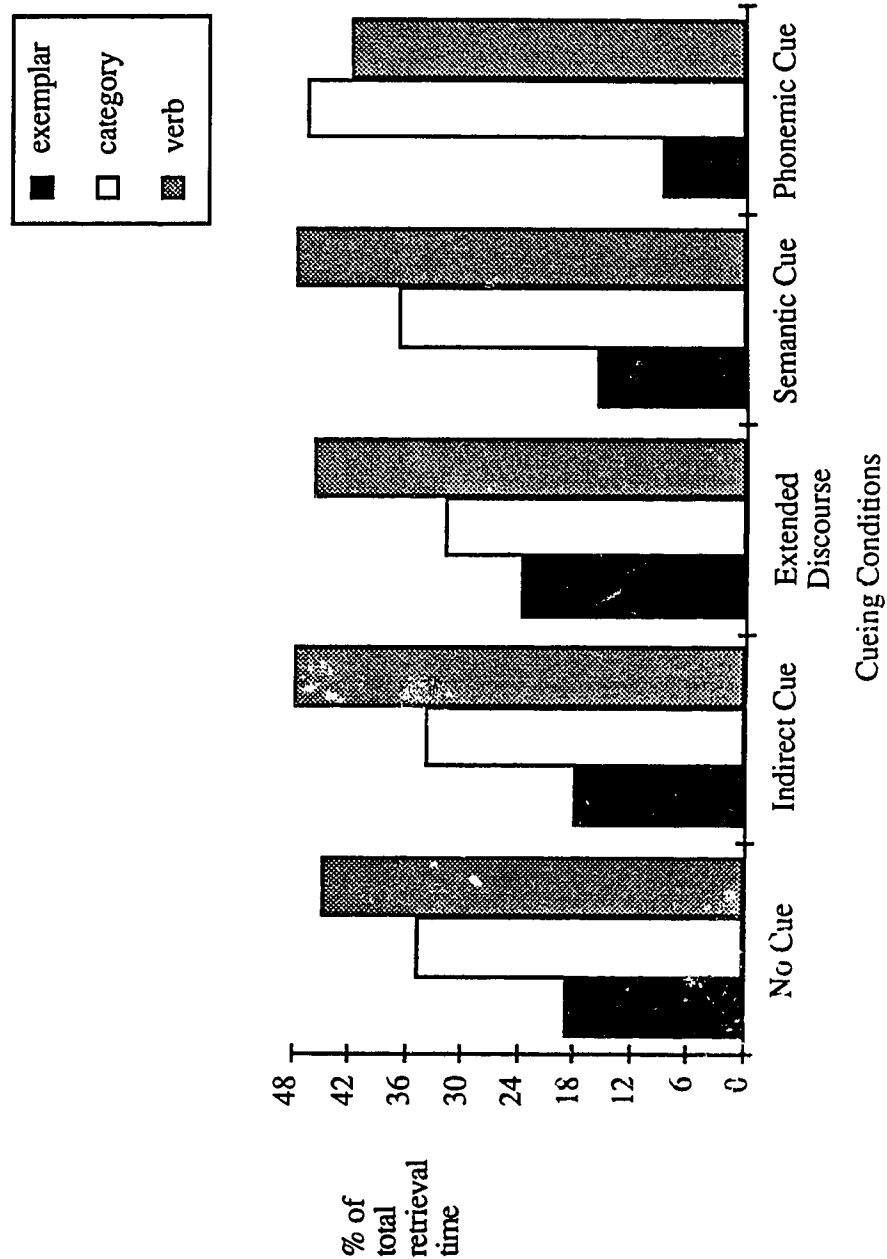 exemplar
category
verb
% of
total
retrieval
time
48
42
36
30
24
18
12
6
0
No Cue
Indirect Cue
Extended
Discourse
Semantic Cue
Phonemic Cue
Cueing Conditions